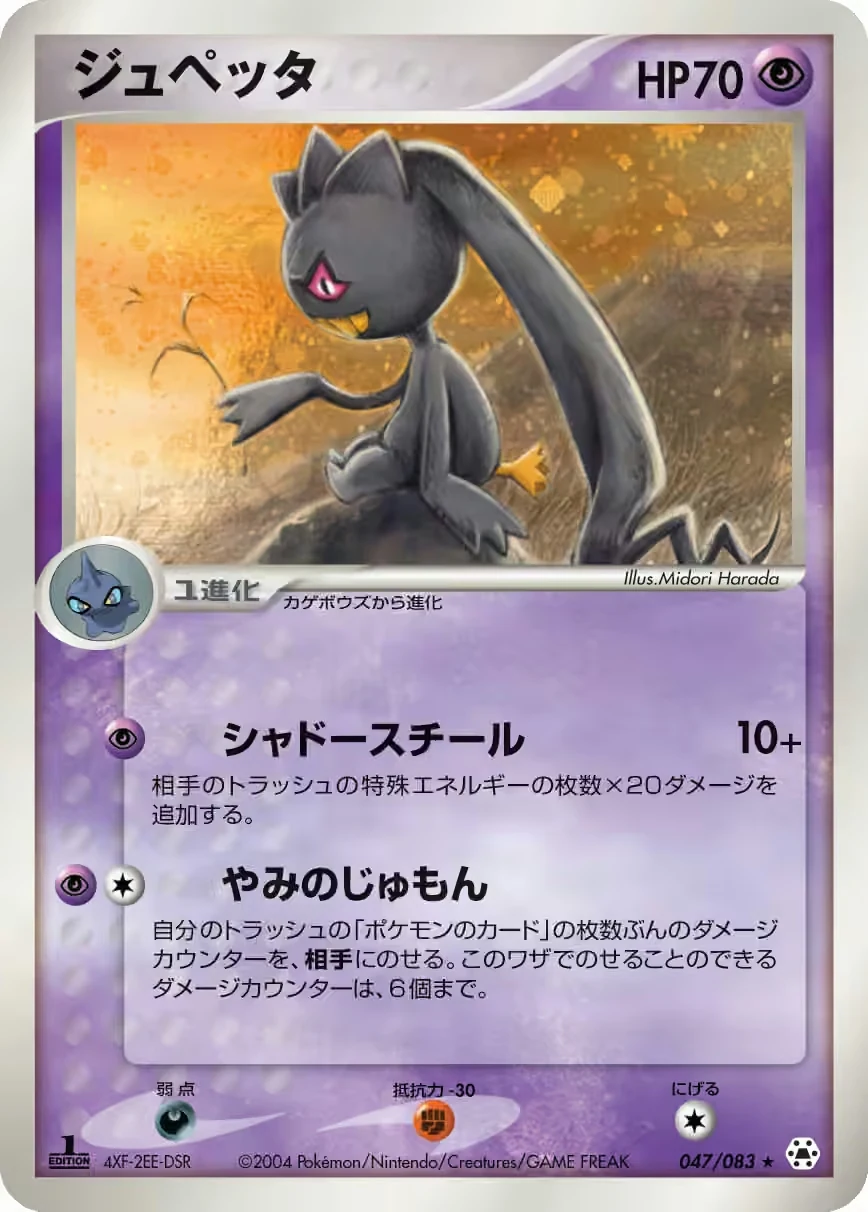 ジュペッタ HP70
Illus.Midori Harada
1進化
カゲボウズから進化
シャドースチール 10+
相手のトラッシュの特殊エネルギーの枚数×20ダメージを
追加する。
やみのじゅもん
自分のトラッシュの「ポケモンのカード」の枚数ぶんのダメージ
カウンターを、相手にのせる。このワザでのせることのできる
ダメージカウンターは、6個まで。
弱点 抵抗力 -30 にげる
1 EDITION 4XF-2EE-DSR ©2004 Pokémon/Nintendo/Creatures/GAME FREAK 047/083 ★